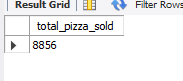 Result Grid Filter Rows
total_pizza_sold
8856